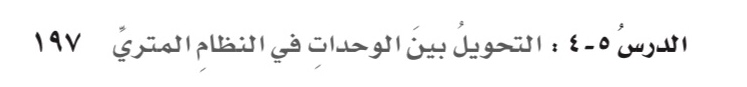 الدرسُ ٥-٤ : التحويلُ بينَ الوحداتِ في النظامِ المتريِّ ١٩٧